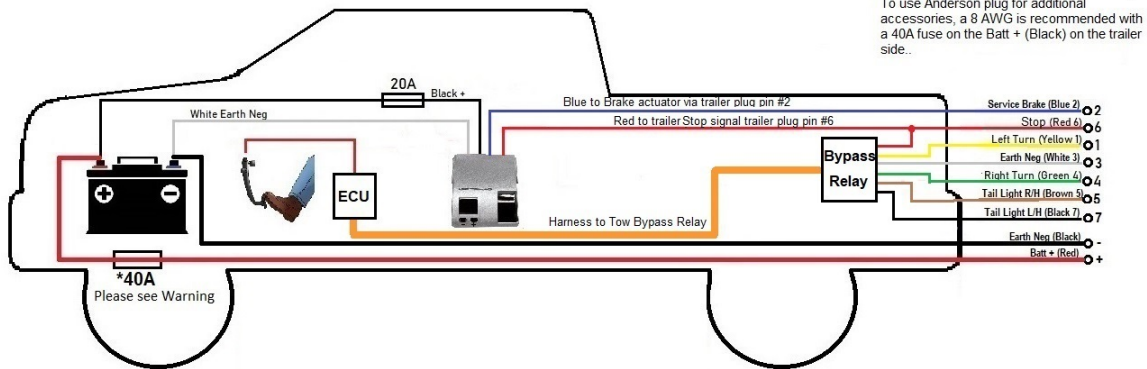 To use Anderson plug for additional
accessories, a 8 AWG is recommended with
a 40A fuse on the Batt + (Black) on the trailer
side..
20A
Black +
White Earth Neg
Blue to Brake actuator via trailer plug pin #2
Red to trailer Stop signal trailer plug pin #6
Service Brake (Blue 2) 2
Stop (Red 6) 6
Left Turn (Yellow 1) 1
Earth Neg (White 3) 3
Right Turn (Green 4) 4
Tail Light R/H (Brown 5) 5
Tail Light L/H (Black 7) 7
Earth Neg (Black) -
Batt + (Red) +
Bypass
Relay
ECU
Harness to Tow Bypass Relay
+ -
- +
*40A
Please see Warning